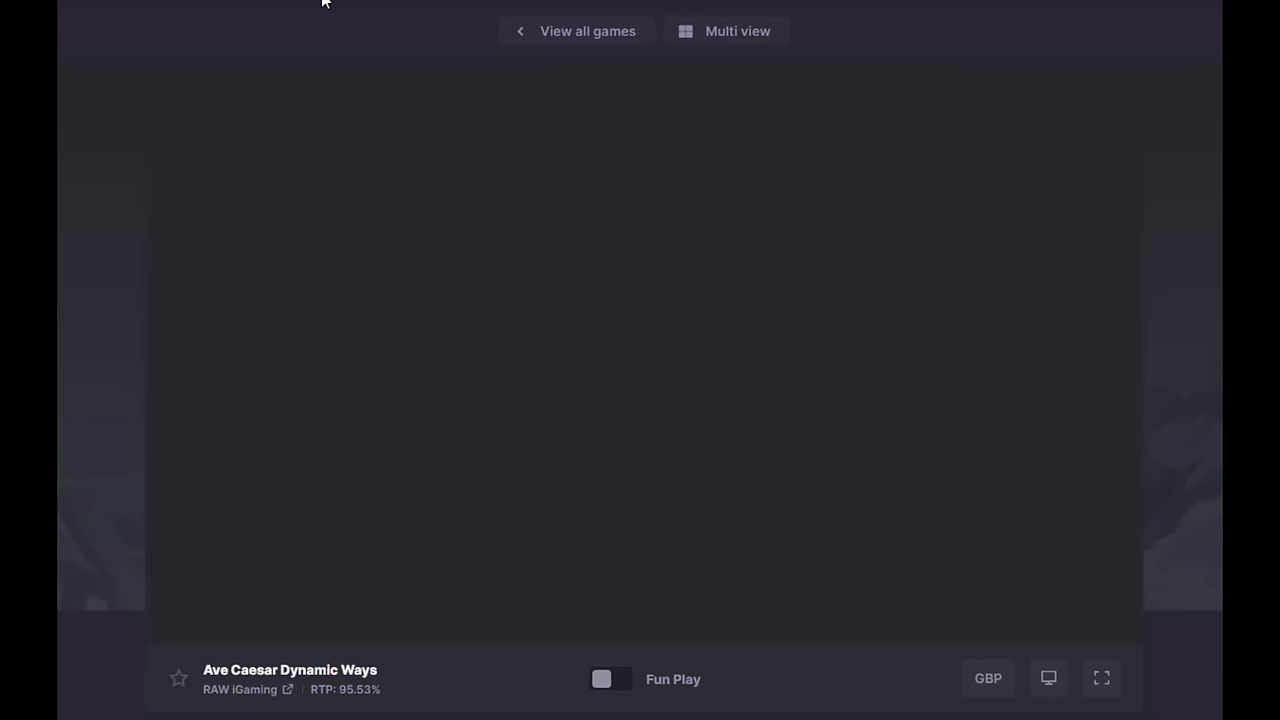 View all games
Multi view
Ave Caesar Dynamic Ways
RAW iGaming
RTP: 95.53%
Fun Play
GBP